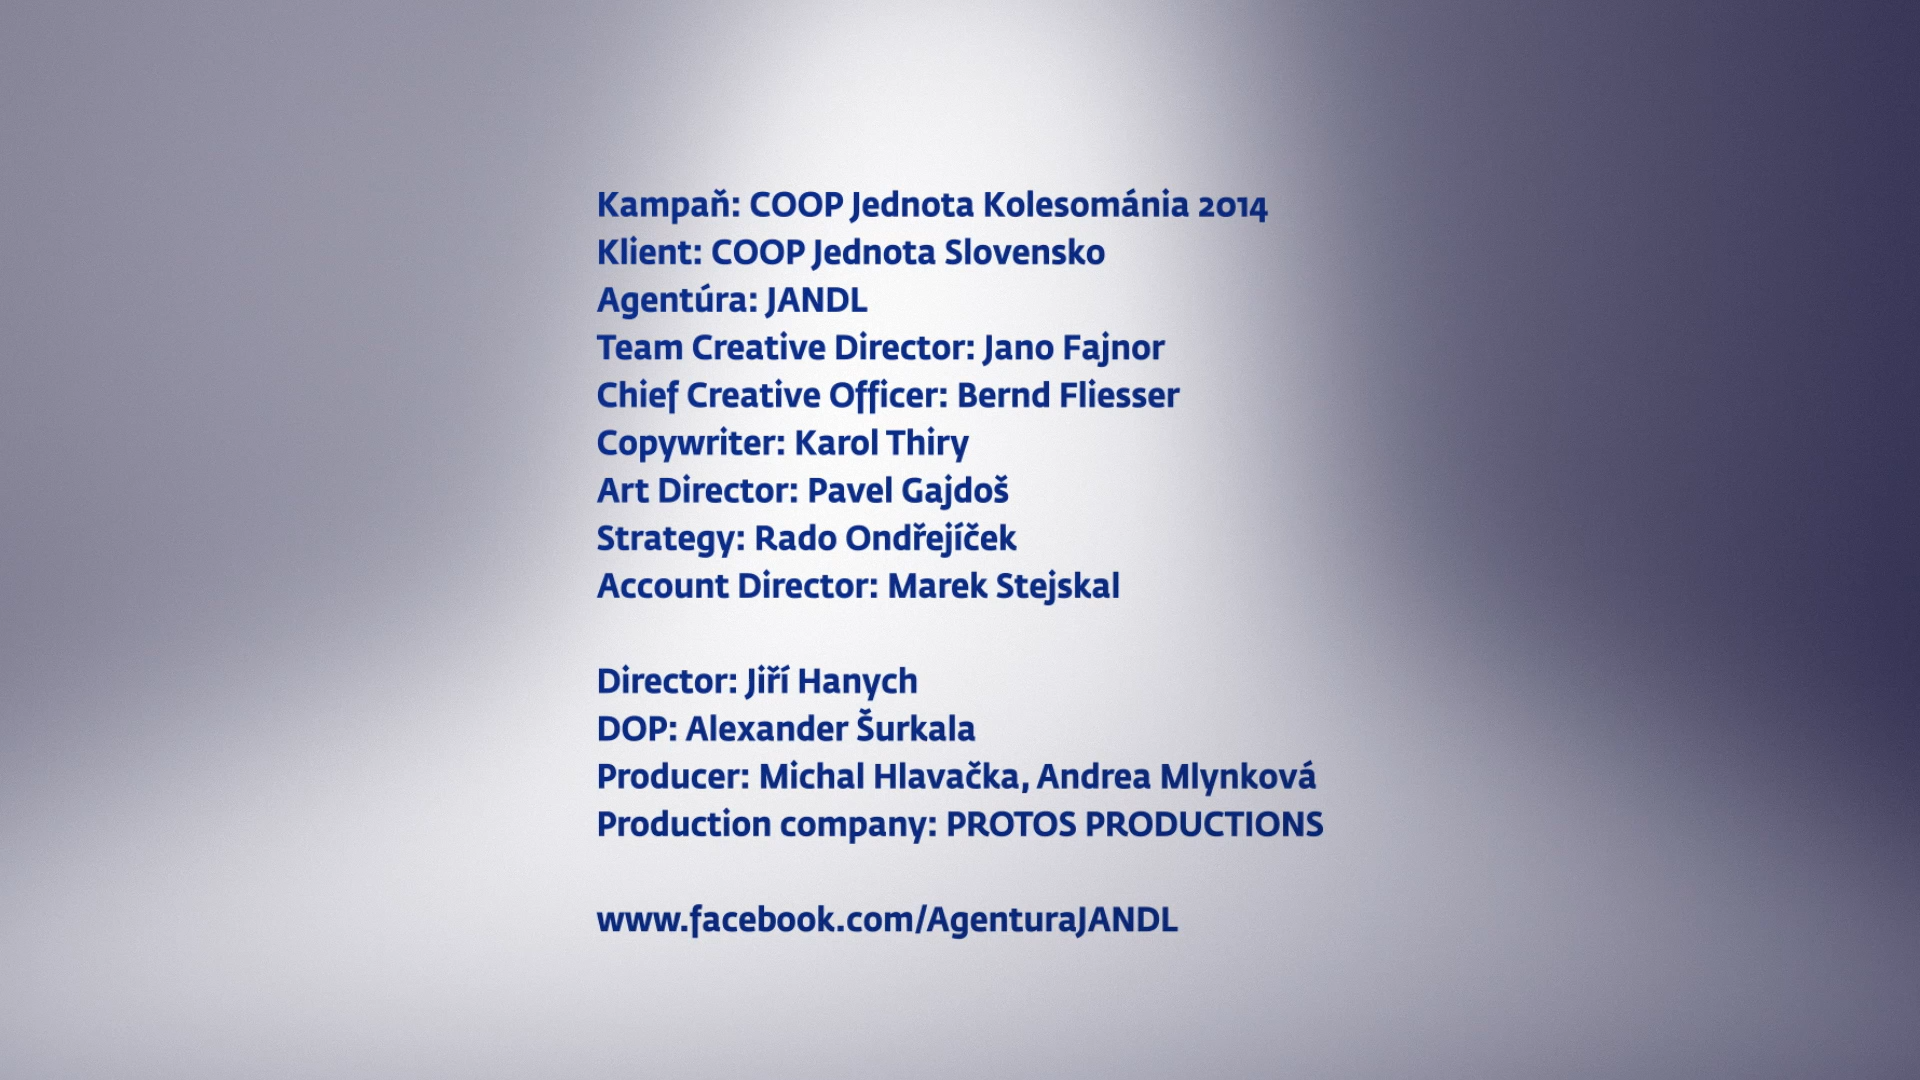 Kampaň: COOP Jednota Kolesománia 2014
Klient: COOP Jednota Slovensko
Agentúra: JANDL
Team Creative Director: Jano Fajnor
Chief Creative Officer: Bernd Fliesser
Copywriter: Karol Thiry
Art Director: Pavel Gajdoš
Strategy: Rado Ondřejíček
Account Director: Marek Stejskal
Director: Jiří Hanych
DOP: Alexander Šurkala
Producer: Michal Hlavačka, Andrea Mlynková
Production company: PROTOS PRODUCTIONS
www.facebook.com/AgenturaJANDL